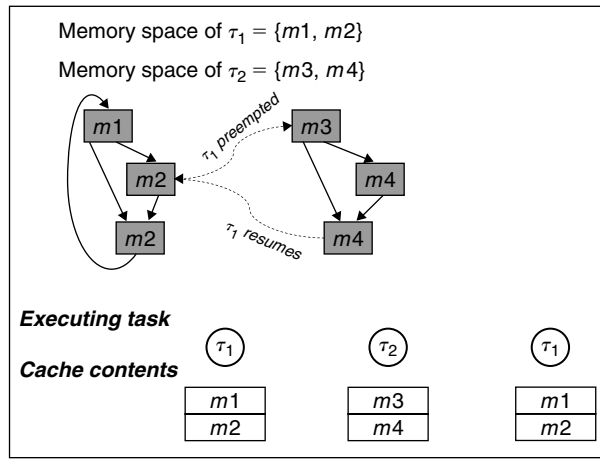 Memory space of τ1 = {m1, m2}
Memory space of τ2 = {m3, m4}
m1
m3
τ1 preempted
m2
m4
m2
m4
τ1 resumes
Executing task
τ1
τ2
τ1
Cache contents
m1
m3
m1
m2
m4
m2